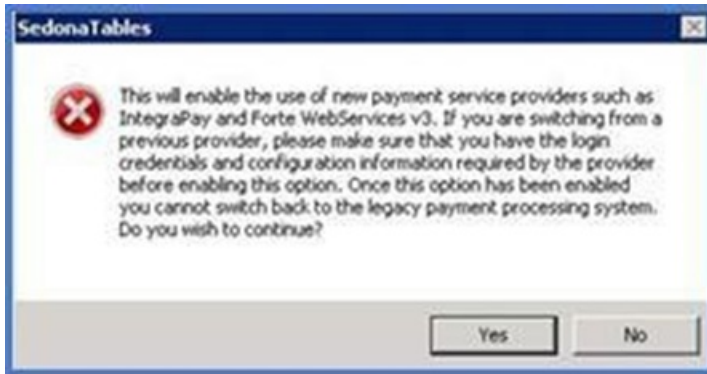 SedonaTables
This will enable the use of new payment service providers such as
IntegraPay and Forte WebServices v3. If you are switching from a
previous provider, please make sure that you have the login
credentials and configuration information required by the provider
before enabling this option. Once this option has been enabled
you cannot switch back to the legacy payment processing system.
Do you wish to continue?
Yes No